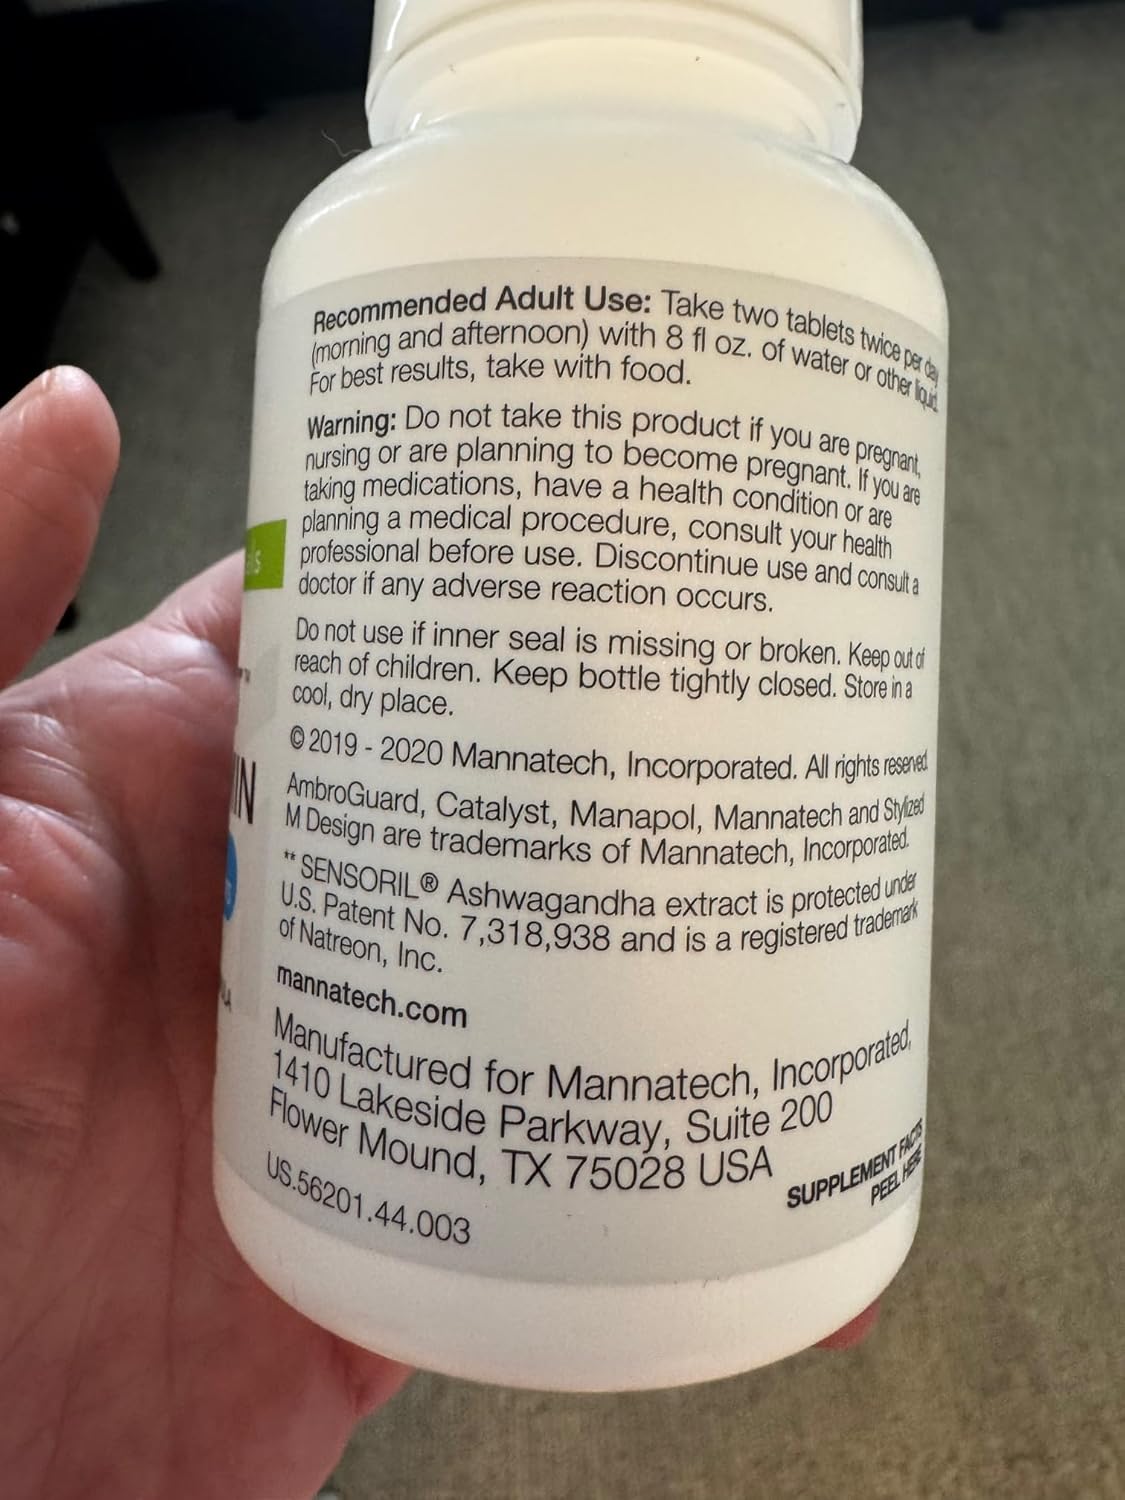 Recommended Adult Use: Take two tablets twice per day
(morning and afternoon) with 8 fl oz. of water or other liquid.
For best results, take with food.
Warning: Do not take this product if you are pregnant,
nursing or are planning to become pregnant. If you are
taking medications, have a health condition or are
planning a medical procedure, consult your health
professional before use. Discontinue use and consult a
doctor if any adverse reaction occurs.
Do not use if inner seal is missing or broken. Keep out of
reach of children. Keep bottle tightly closed. Store in a
cool, dry place.
© 2019 - 2020 Mannatech, Incorporated. All rights reserved.
AmbroGuard, Catalyst, Manapol, Mannatech and Stylized
M Design are trademarks of Mannatech, Incorporated.
** SENSORIL® Ashwagandha extract is protected under
U.S. Patent No. 7,318,938 and is a registered trademark
of Natreon, Inc.
mannatech.com
Manufactured for Mannatech, Incorporated,
1410 Lakeside Parkway, Suite 200
Flower Mound, TX 75028 USA
US.56201.44.003
SUPPLEMENT FACTS
PEEL HERE